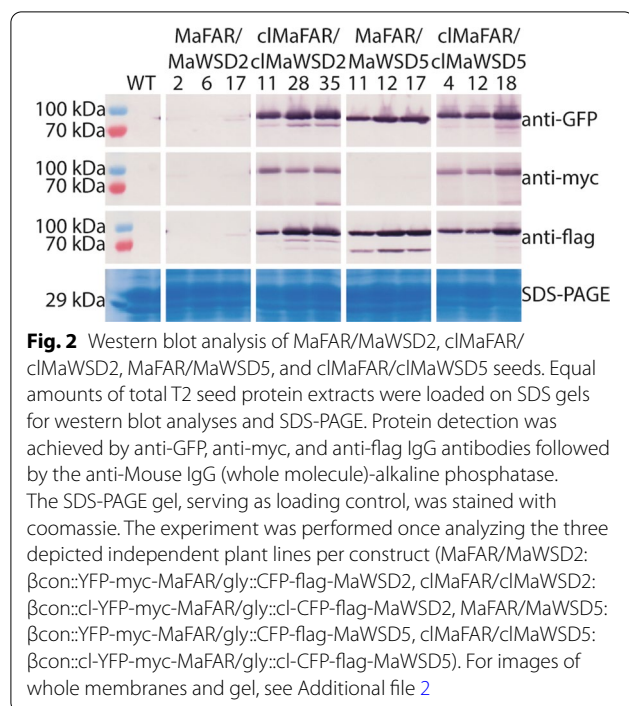 MaFAR/ clMaFAR/ MaFAR/ clMaFAR/
MaWSD2 clMaWSD2 MaWSD5 clMaWSD5
WT 2 6 17 11 28 35 11 12 17 4 12 18
100 kDa
70 kDa
anti-GFP
100 kDa
70 kDa
anti-myc
100 kDa
70 kDa
anti-flag
29 kDa
SDS-PAGE
Fig. 2 Western blot analysis of MaFAR/MaWSD2, clMaFAR/
clMaWSD2, MaFAR/MaWSD5, and clMaFAR/clMaWSD5 seeds. Equal
amounts of total T2 seed protein extracts were loaded on SDS gels
for western blot analyses and SDS-PAGE. Protein detection was
achieved by anti-GFP, anti-myc, and anti-flag IgG antibodies followed
by the anti-Mouse IgG (whole molecule)-alkaline phosphatase.
The SDS-PAGE gel, serving as loading control, was stained with
coomassie. The experiment was performed once analyzing the three
depicted independent plant lines per construct (MaFAR/MaWSD2:
βcon::YFP-myc-MaFAR/gly::CFP-flag-MaWSD2, clMaFAR/clMaWSD2:
βcon::cl-YFP-myc-MaFAR/gly::cl-CFP-flag-MaWSD2, MaFAR/MaWSD5:
βcon::YFP-myc-MaFAR/gly::CFP-flag-MaWSD5, clMaFAR/clMaWSD5:
βcon::cl-YFP-myc-MaFAR/gly::cl-CFP-flag-MaWSD5). For images of
whole membranes and gel, see Additional file 2